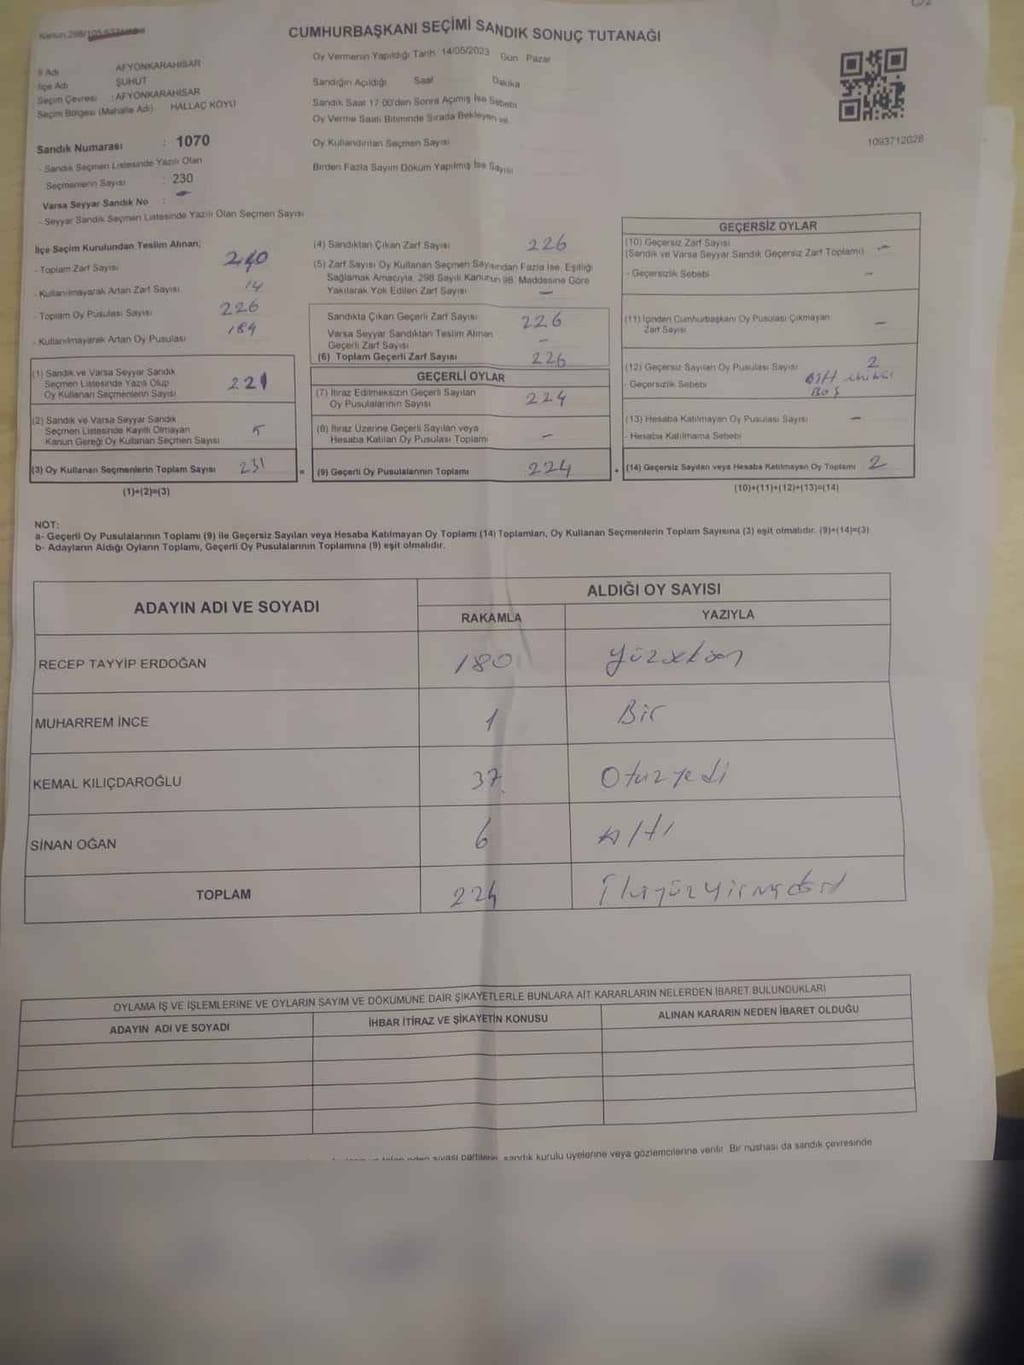 CUMHURBAŞKANI SEÇİMİ SANDIK SONUÇ TUTANAĞI
Oy Vermenin Yapıldığı Tarih 14/05/2023 Gün Pazar
İl Adı AFYONKARAHİSAR
İlçe Adı ŞUHUT
Seçim Çevresi : AFYONKARAHİSAR
Seçim Bölgesi (Mahalle Adı) HALLAÇ KÖYÜ
Sandığın Açıldığı Saat Dakika
Sandık Saat 17 00'den Sonra Açılmış İse Sebebi
Oy Verme Saati Bitiminde Sırada Bekleyen ve
Oy Kullandırılan Seçmen Sayısı
Birden Fazla Sayım Döküm Yapılmış İse Sayısı
1093712028
Sandık Numarası : 1070
- Sandık Seçmen Listesinde Yazılı Olan
Seçmenlerin Sayısı : 230
Varsa Seyyar Sandık No : -
- Seyyar Sandık Seçmen Listesinde Yazılı Olan Seçmen Sayısı
İlçe Seçim Kurulundan Teslim Alınan;
- Toplam Zarf Sayısı 240
- Kullanılmayarak Artan Zarf Sayısı 14
- Toplam Oy Pusulası Sayısı 226
- Kullanılmayarak Artan Oy Pusulası
(1) Sandık ve Varsa Seyyar Sandık
Seçmen Listesinde Yazılı Olup
Oy Kullanan Seçmenlerin Sayısı 221
(2) Sandık ve Varsa Seyyar Sandık
Seçmen Listesinde Kayıtlı Olmayan
Kanun Gereği Oy Kullanan Seçmen Sayısı 5
(3) Oy Kullanan Seçmenlerin Toplam Sayısı 231
(1)+(2)=(3)
(4) Sandıktan Çıkan Zarf Sayısı 226
(5) Zarf Sayısı Oy Kullanan Seçmen Sayısından Fazla İse, Eşitliği
Sağlamak Amacıyla, 298 Sayılı Kanunun 98. Maddesine Göre
Yakılarak Yok Edilen Zarf Sayısı -
Sandıkta Çıkan Geçerli Zarf Sayısı 226
Varsa Seyyar Sandıktan Teslim Alınan
Geçerli Zarf Sayısı -
(6) Toplam Geçerli Zarf Sayısı 226
GEÇERLİ OYLAR
(7) İtiraz Edilmeksizin Geçerli Sayılan
Oy Pusulalarının Sayısı 224
(8) İtiraz Üzerine Geçerli Sayılan veya
Hesaba Katılan Oy Pusulası Toplamı -
= (9) Geçerli Oy Pusulalarının Toplamı 224
GEÇERSİZ OYLAR
(10) Geçersiz Zarf Sayısı
(Sandık ve Varsa Seyyar Sandık Geçersiz Zarf Toplamı) -
- Geçersizlik Sebebi -
(11) İçinden Cumhurbaşkanı Oy Pusulası Çıkmayan
Zarf Sayısı -
(12) Geçersiz Sayılan Oy Pusulası Sayısı 2
- Geçersizlik Sebebi
BOŞ
(13) Hesaba Katılmayan Oy Pusulası Sayısı -
- Hesaba Katılmama Sebebi
+ (14) Geçersiz Sayılan veya Hesaba Katılmayan Oy Toplamı 2
(10)+(11)+(12)+(13)=(14)
NOT:
a- Geçerli Oy Pusulalarının Toplamı (9) ile Geçersiz Sayılan veya Hesaba Katılmayan Oy Toplamı (14) Toplamları, Oy Kullanan Seçmenlerin Toplam Sayısına (3) eşit olmalıdır. (9)+(14)=(3)
b- Adayların Aldığı Oyların Toplamı, Geçerli Oy Pusulalarının Toplamına (9) eşit olmalıdır.
ADAYIN ADI VE SOYADI
ALDIĞI OY SAYISI
RAKAMLA YAZIYLA
RECEP TAYYİP ERDOĞAN 180 Yüzseksen
MUHARREM İNCE 1 Bir
KEMAL KILIÇDAROĞLU 37 Otuzyedi
SİNAN OĞAN 6 Altı
TOPLAM 224 İkiyüzyirmidört
OYLAMA İŞ VE İŞLEMLERİNE VE OYLARIN SAYIM VE DÖKÜMÜNE DAİR ŞİKAYETLERLE BUNLARA AİT KARARLARIN NELERDEN İBARET BULUNDUKLARI
ADAYIN ADI VE SOYADI İHBAR İTİRAZ VE ŞİKAYETİN KONUSU ALINAN KARARIN NEDEN İBARET OLDUĞU
siyasi partilerin, sandık kurulu üyelerine veya gözlemcilerine verilir. Bir nüshası da sandık çevresinde